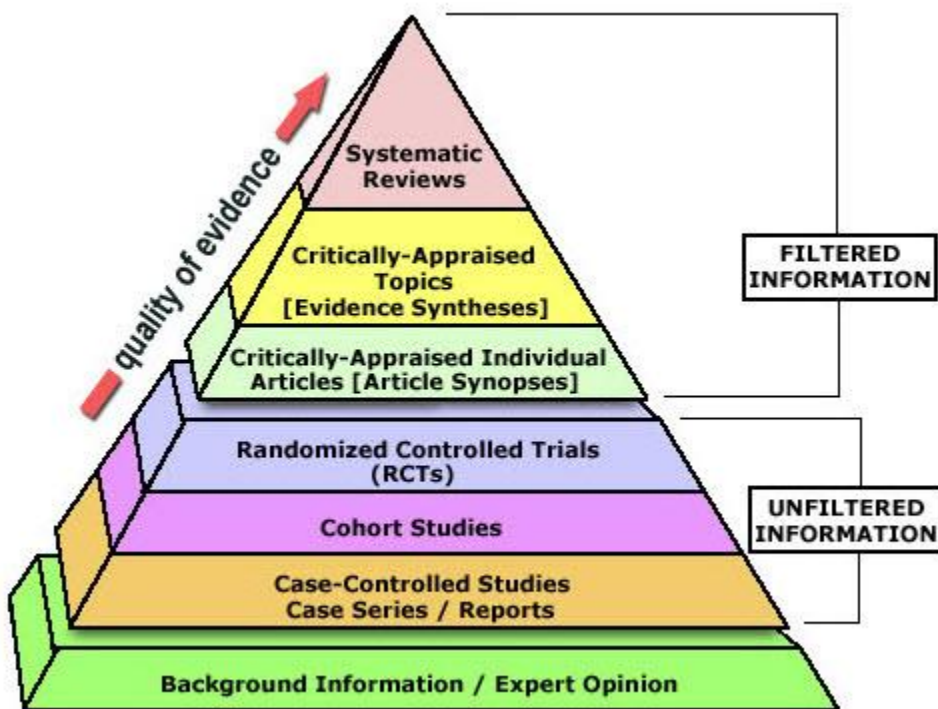 quality of evidence
Systematic
Reviews
Critically-Appraised
Topics
[Evidence Syntheses]
Critically-Appraised Individual
Articles [Article Synopses]
FILTERED
INFORMATION
Randomized Controlled Trials
(RCTs)
Cohort Studies
Case-Controlled Studies
Case Series / Reports
UNFILTERED
INFORMATION
Background Information / Expert Opinion